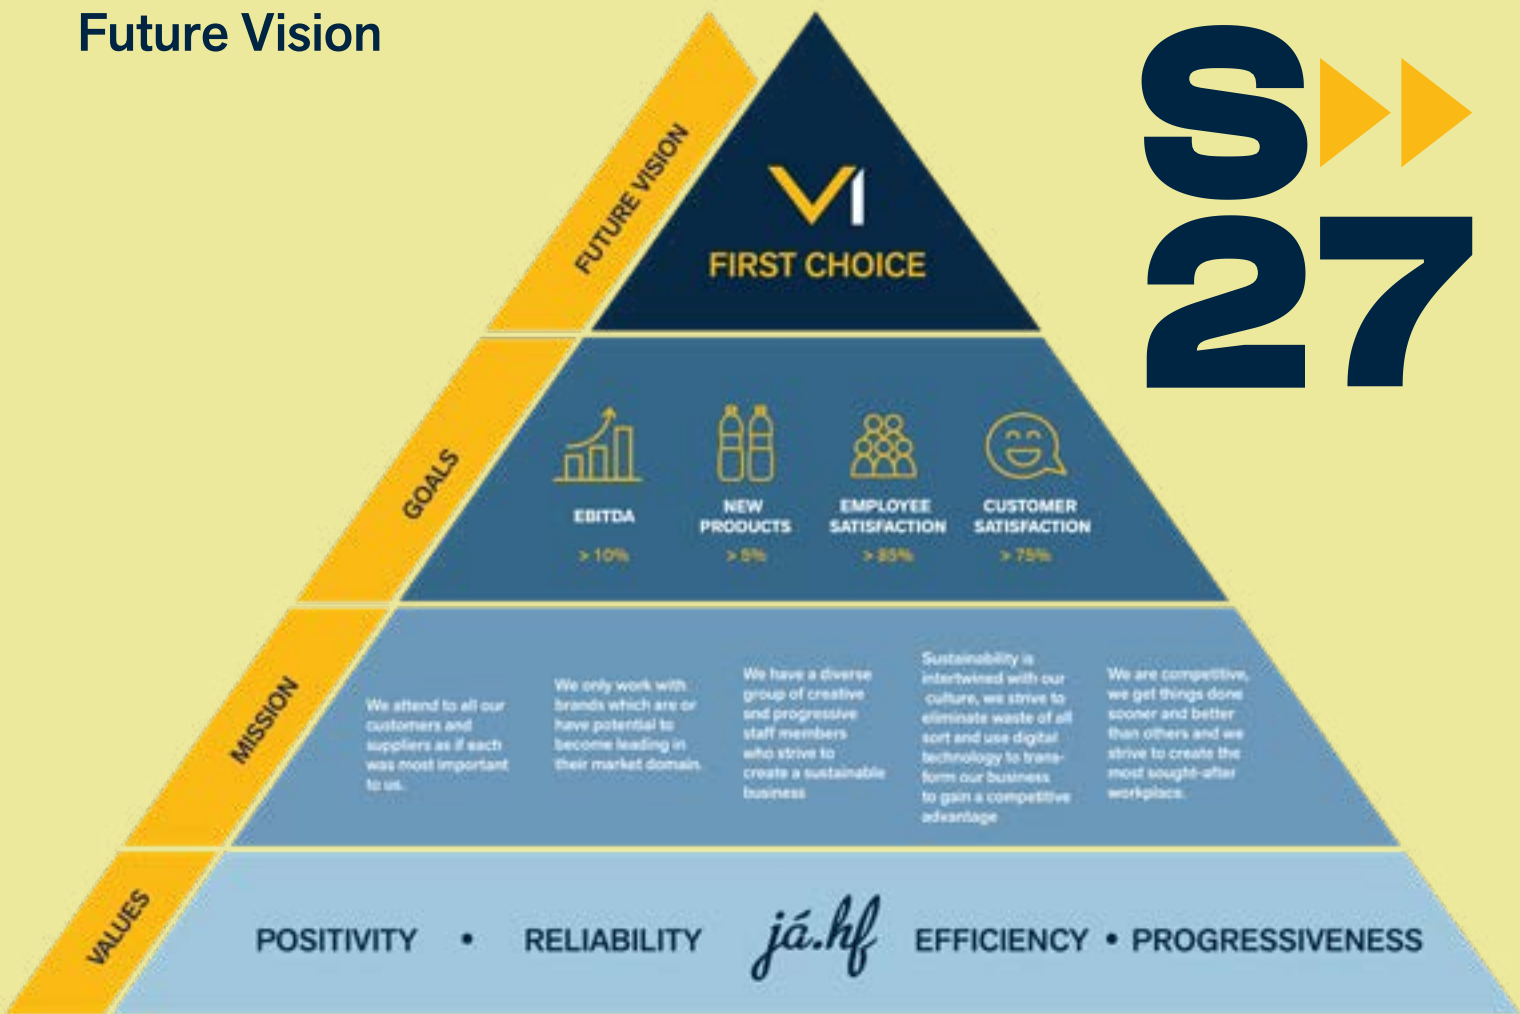 Future Vision
S
27
FUTURE VISION
VI
FIRST CHOICE
GOALS
EBITDA
> 10%
NEW
PRODUCTS
> 5%
EMPLOYEE
SATISFACTION
> 85%
CUSTOMER
SATISFACTION
> 75%
MISSION
We attend to all our
customers and
suppliers as if each
was most important
to us.
We only work with
brands which are or
have potential to
become leading in
their market domain.
We have a diverse
group of creative
and progressive
staff members
who strive to
create a sustainable
business
Sustainability is
intertwined with our
culture, we strive to
eliminate waste of all
sort and use digital
technology to trans-
form our business
to gain a competitive
advantage
We are competitive,
we get things done
sooner and better
than others and we
strive to create the
most sought-after
workplace.
VALUES
POSITIVITY • RELIABILITY já.hf EFFICIENCY • PROGRESSIVENESS